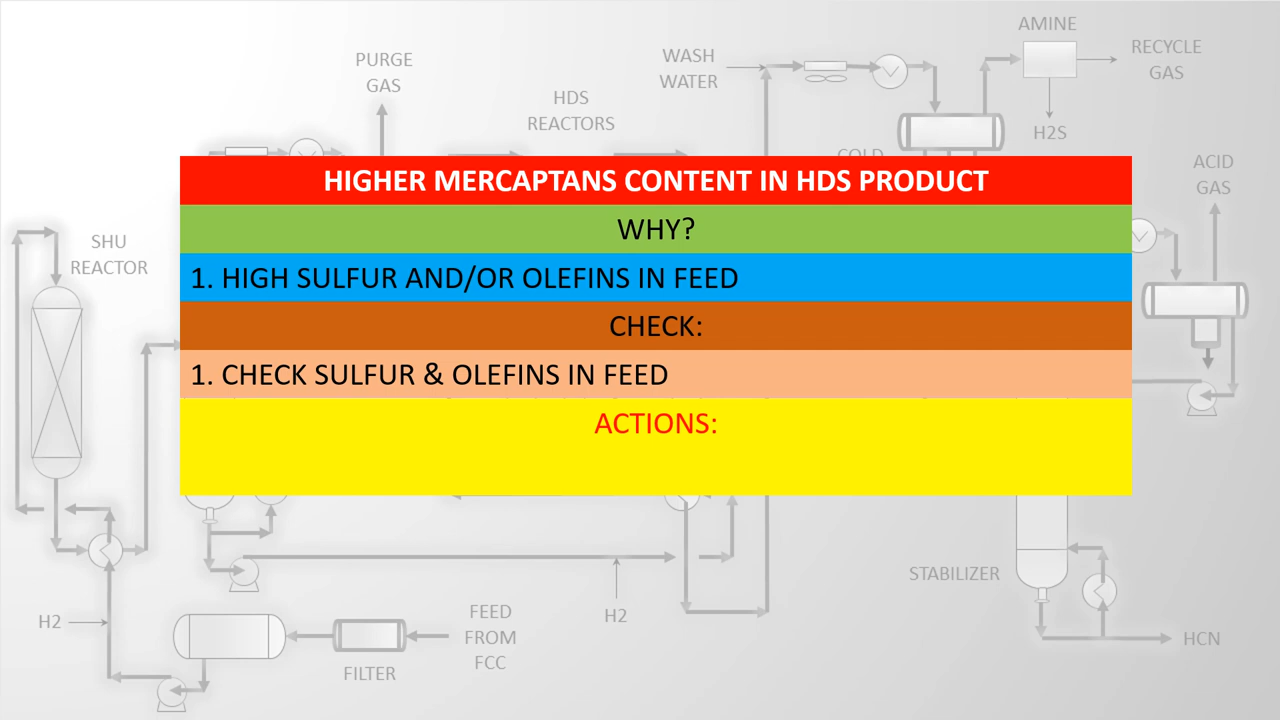 AMINE
RECYCLE
GAS
WASH
WATER
PURGE
GAS
HDS
REACTORS
H2S
COLD
ACID
GAS
HIGHER MERCAPTANS CONTENT IN HDS PRODUCT
WHY?
SHU
REACTOR
1. HIGH SULFUR AND/OR OLEFINS IN FEED
CHECK:
1. CHECK SULFUR & OLEFINS IN FEED
ACTIONS:
STABILIZER
H2
H2
FEED
FROM
FCC
FILTER
HCN